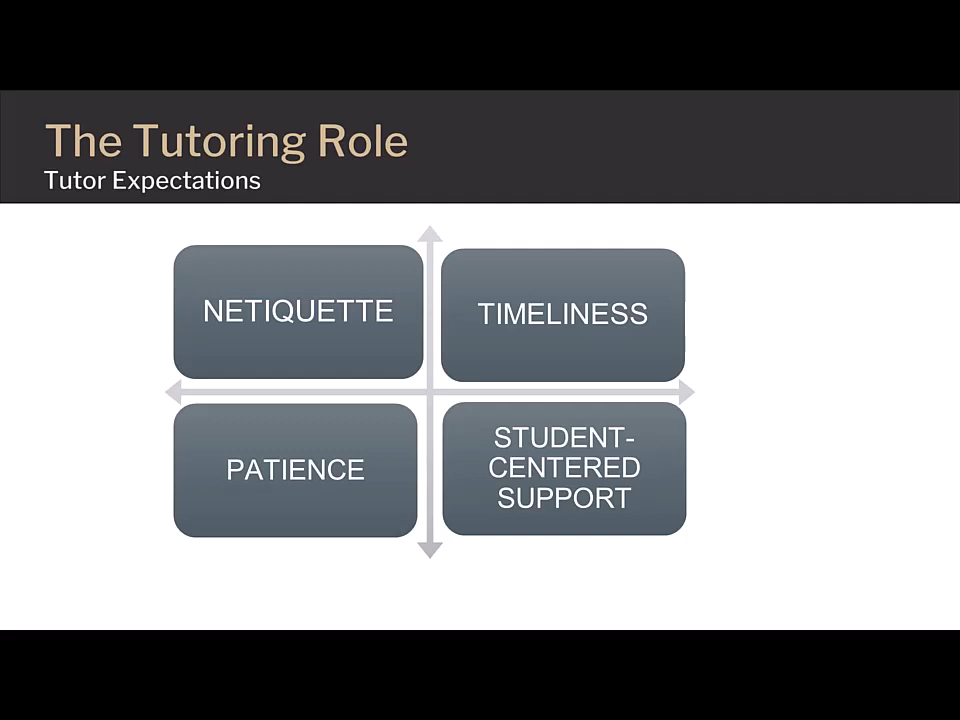 The Tutoring Role
Tutor Expectations
NETIQUETTE
TIMELINESS
PATIENCE
STUDENT-
CENTERED
SUPPORT